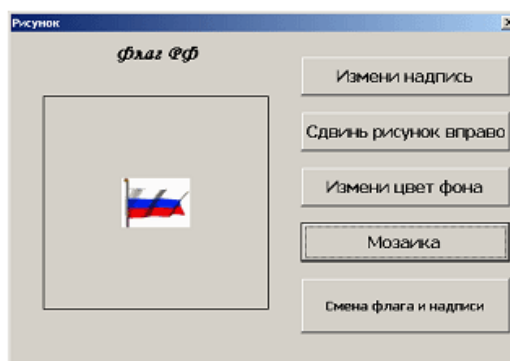 Рисунок
Флаг РФ
Измени надпись
Сдвинь рисунок вправо
Измени цвет фона
Мозаика
Смена флага и надписи